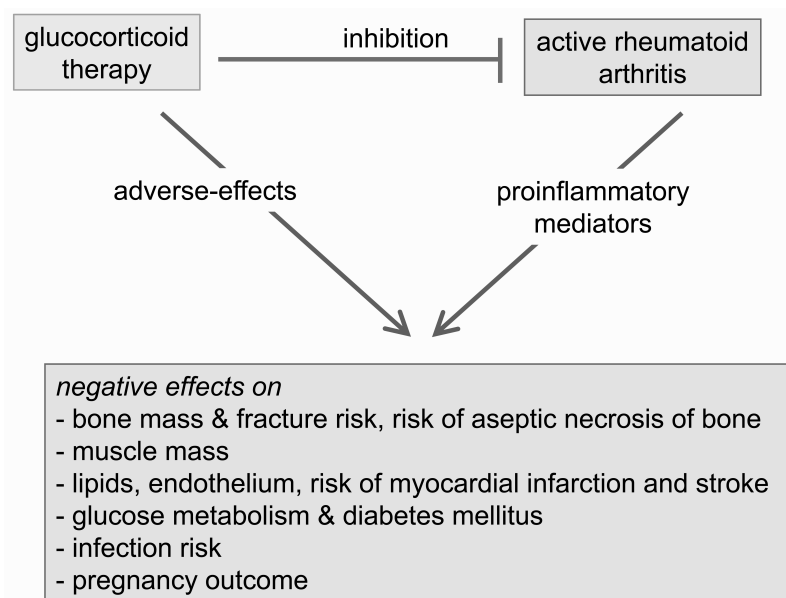 glucocorticoid
therapy
inhibition
active rheumatoid
arthritis
adverse-effects
proinflammatory
mediators
negative effects on
- bone mass & fracture risk, risk of aseptic necrosis of bone
- muscle mass
- lipids, endothelium, risk of myocardial infarction and stroke
- glucose metabolism & diabetes mellitus
- infection risk
- pregnancy outcome